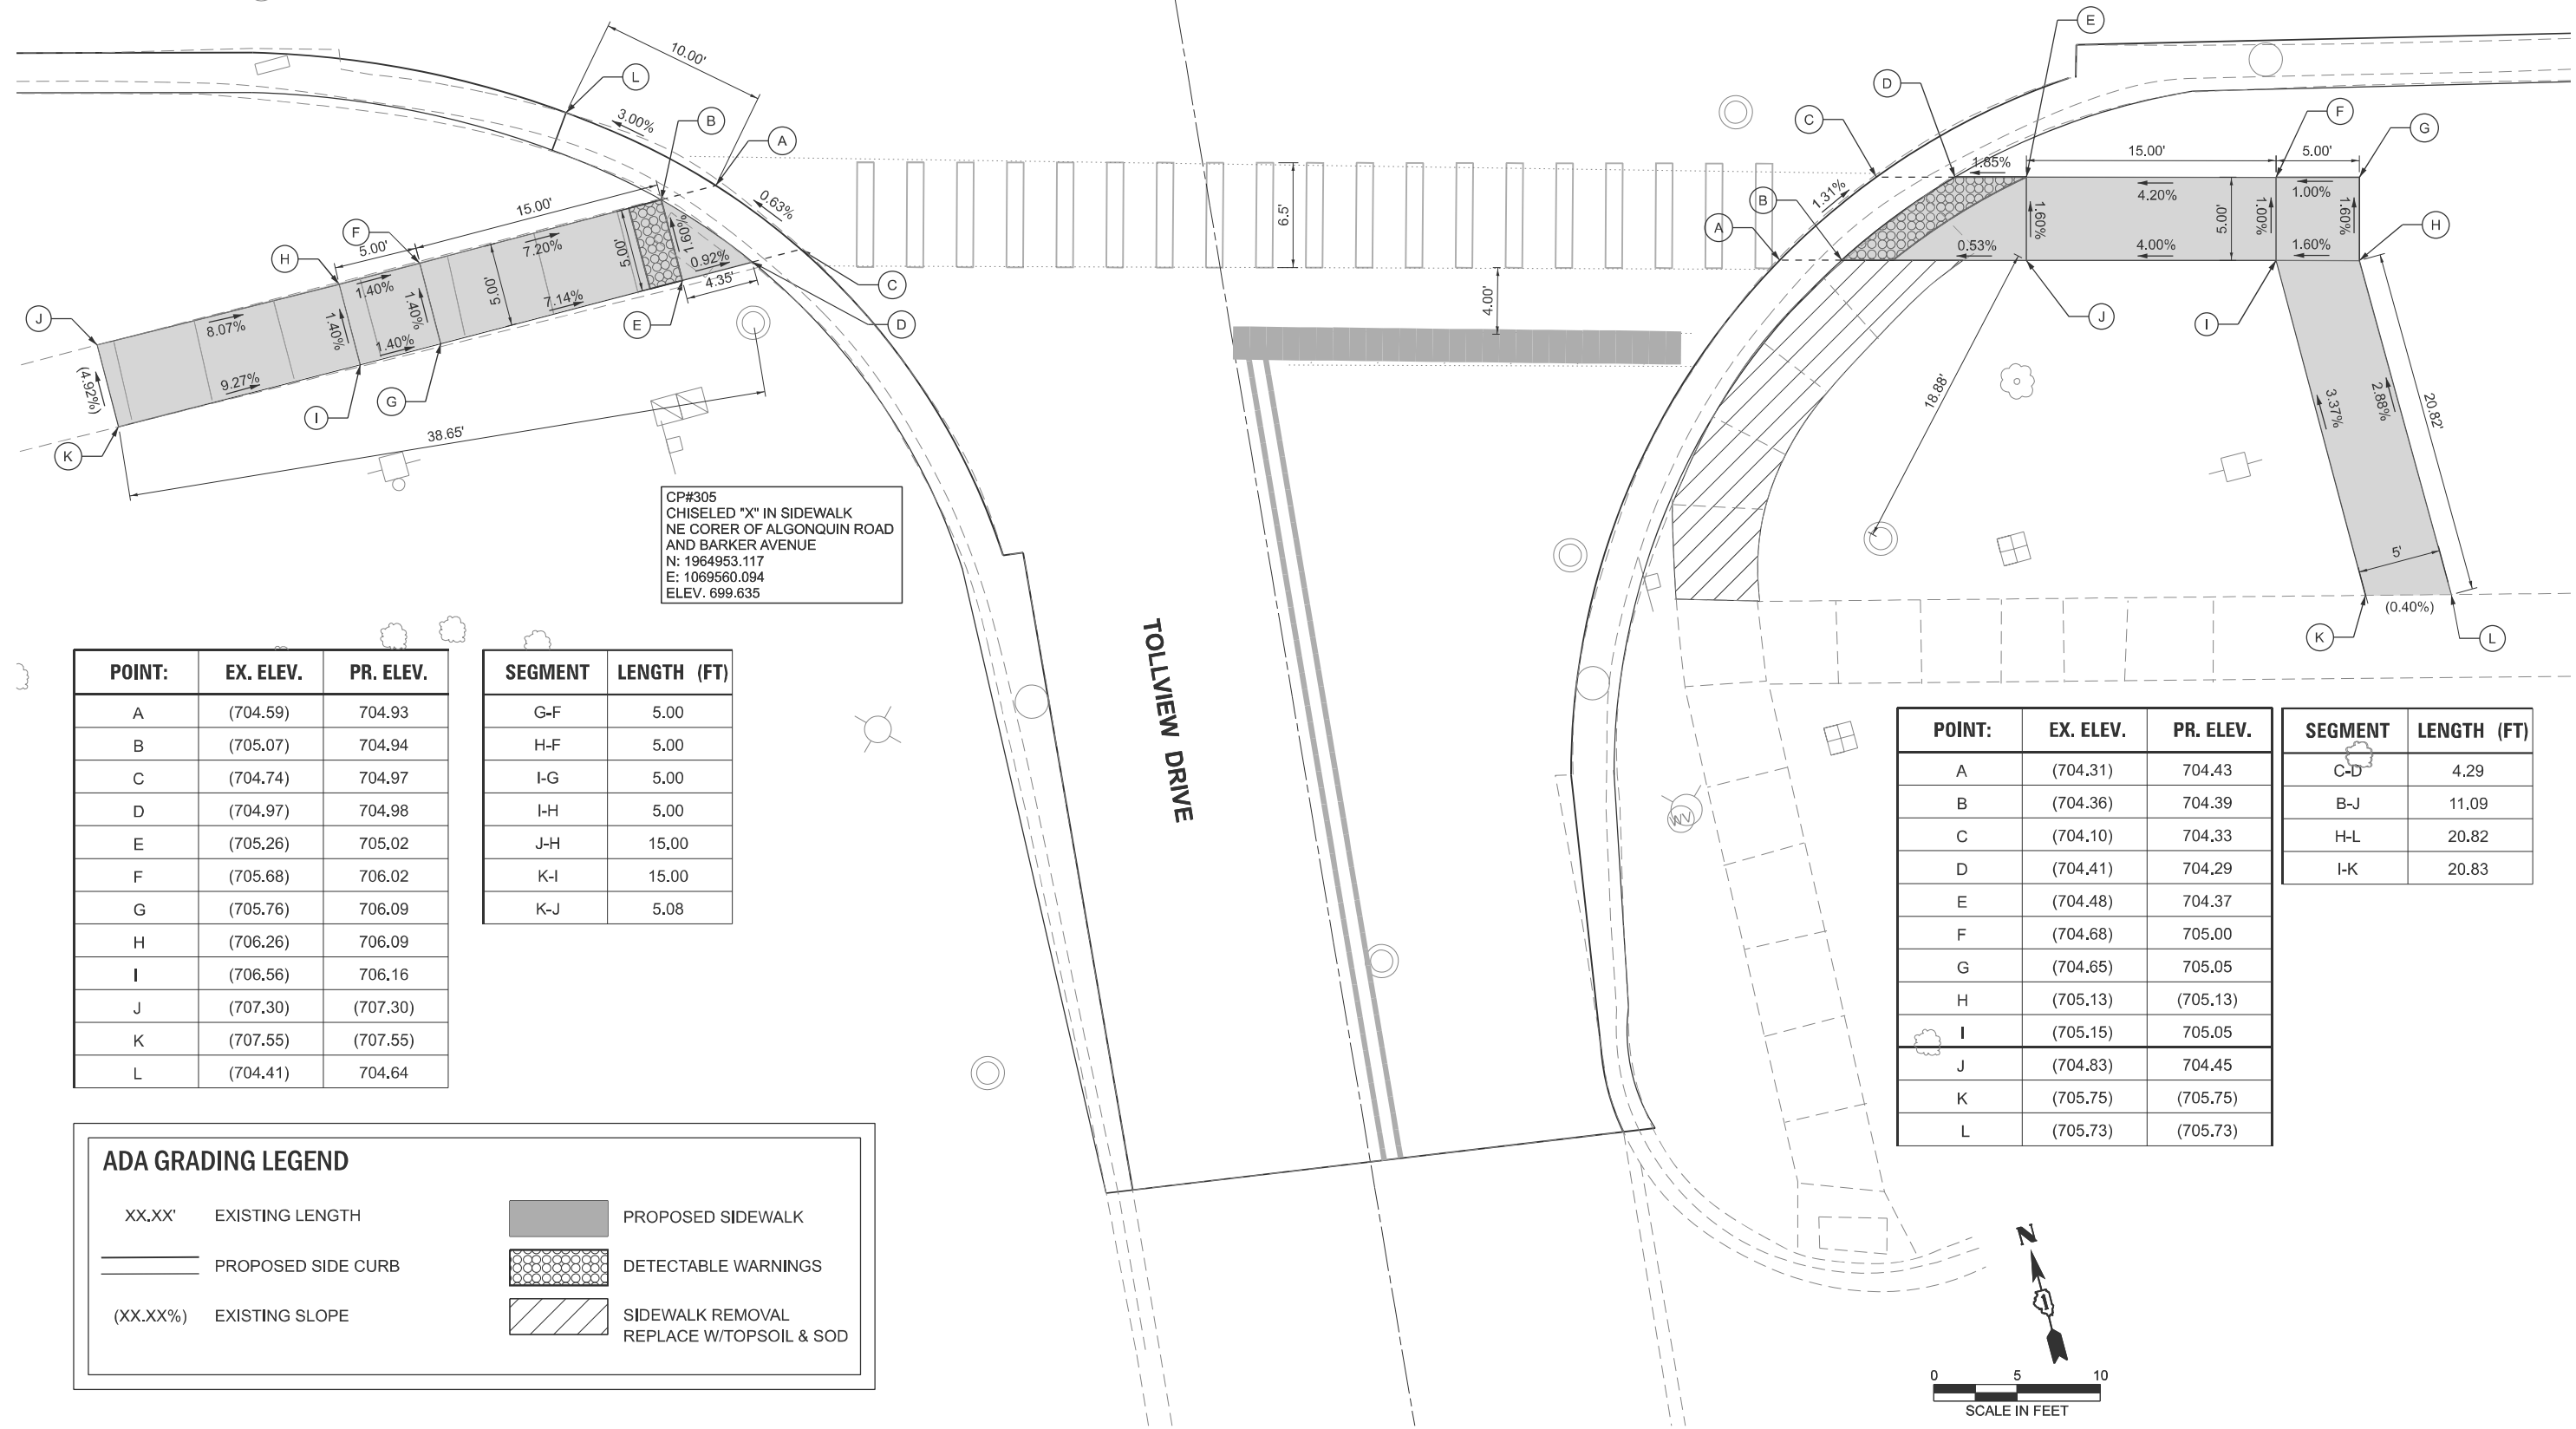 10.00'
L
3.00%
B
A
0.63%
15.00'
F
5.00'
H
7.20%
5.00'
1.60%
0.92%
4.35'
C
D
E
1.40%
5.00'
7.14%
1.40%
1.40%
1.40%
J
8.07%
9.27%
(4.92%)
I
G
K
38.65'
6.5'
4.00'
E
D
C
F
G
15.00'
5.00'
1.85%
1.31%
B
A
4.20%
1.00%
1.60%
5.00'
1.00%
1.60%
0.53%
4.00%
1.60%
H
J
I
18.88'
3.37%
2.88%
20.82'
5'
(0.40%)
K
L
CP#305
CHISELED "X" IN SIDEWALK
NE CORER OF ALGONQUIN ROAD
AND BARKER AVENUE
N: 1964953.117
E: 1069560.094
ELEV. 699.635
TOLLVIEW DRIVE
WV
POINT: EX. ELEV. PR. ELEV.
A (704.59) 704.93
B (705.07) 704.94
C (704.74) 704.97
D (704.97) 704.98
E (705.26) 705.02
F (705.68) 706.02
G (705.76) 706.09
H (706.26) 706.09
I (706.56) 706.16
J (707.30) (707.30)
K (707.55) (707.55)
L (704.41) 704.64
SEGMENT LENGTH (FT)
G-F 5.00
H-F 5.00
I-G 5.00
I-H 5.00
J-H 15.00
K-I 15.00
K-J 5.08
POINT: EX. ELEV. PR. ELEV.
A (704.31) 704.43
B (704.36) 704.39
C (704.10) 704.33
D (704.41) 704.29
E (704.48) 704.37
F (704.68) 705.00
G (704.65) 705.05
H (705.13) (705.13)
I (705.15) 705.05
J (704.83) 704.45
K (705.75) (705.75)
L (705.73) (705.73)
SEGMENT LENGTH (FT)
C-D 4.29
B-J 11.09
H-L 20.82
I-K 20.83
ADA GRADING LEGEND
XX.XX' EXISTING LENGTH
PROPOSED SIDE CURB
(XX.XX%) EXISTING SLOPE
PROPOSED SIDEWALK
DETECTABLE WARNINGS
SIDEWALK REMOVAL
REPLACE W/TOPSOIL & SOD
N
1
0 5 10
SCALE IN FEET